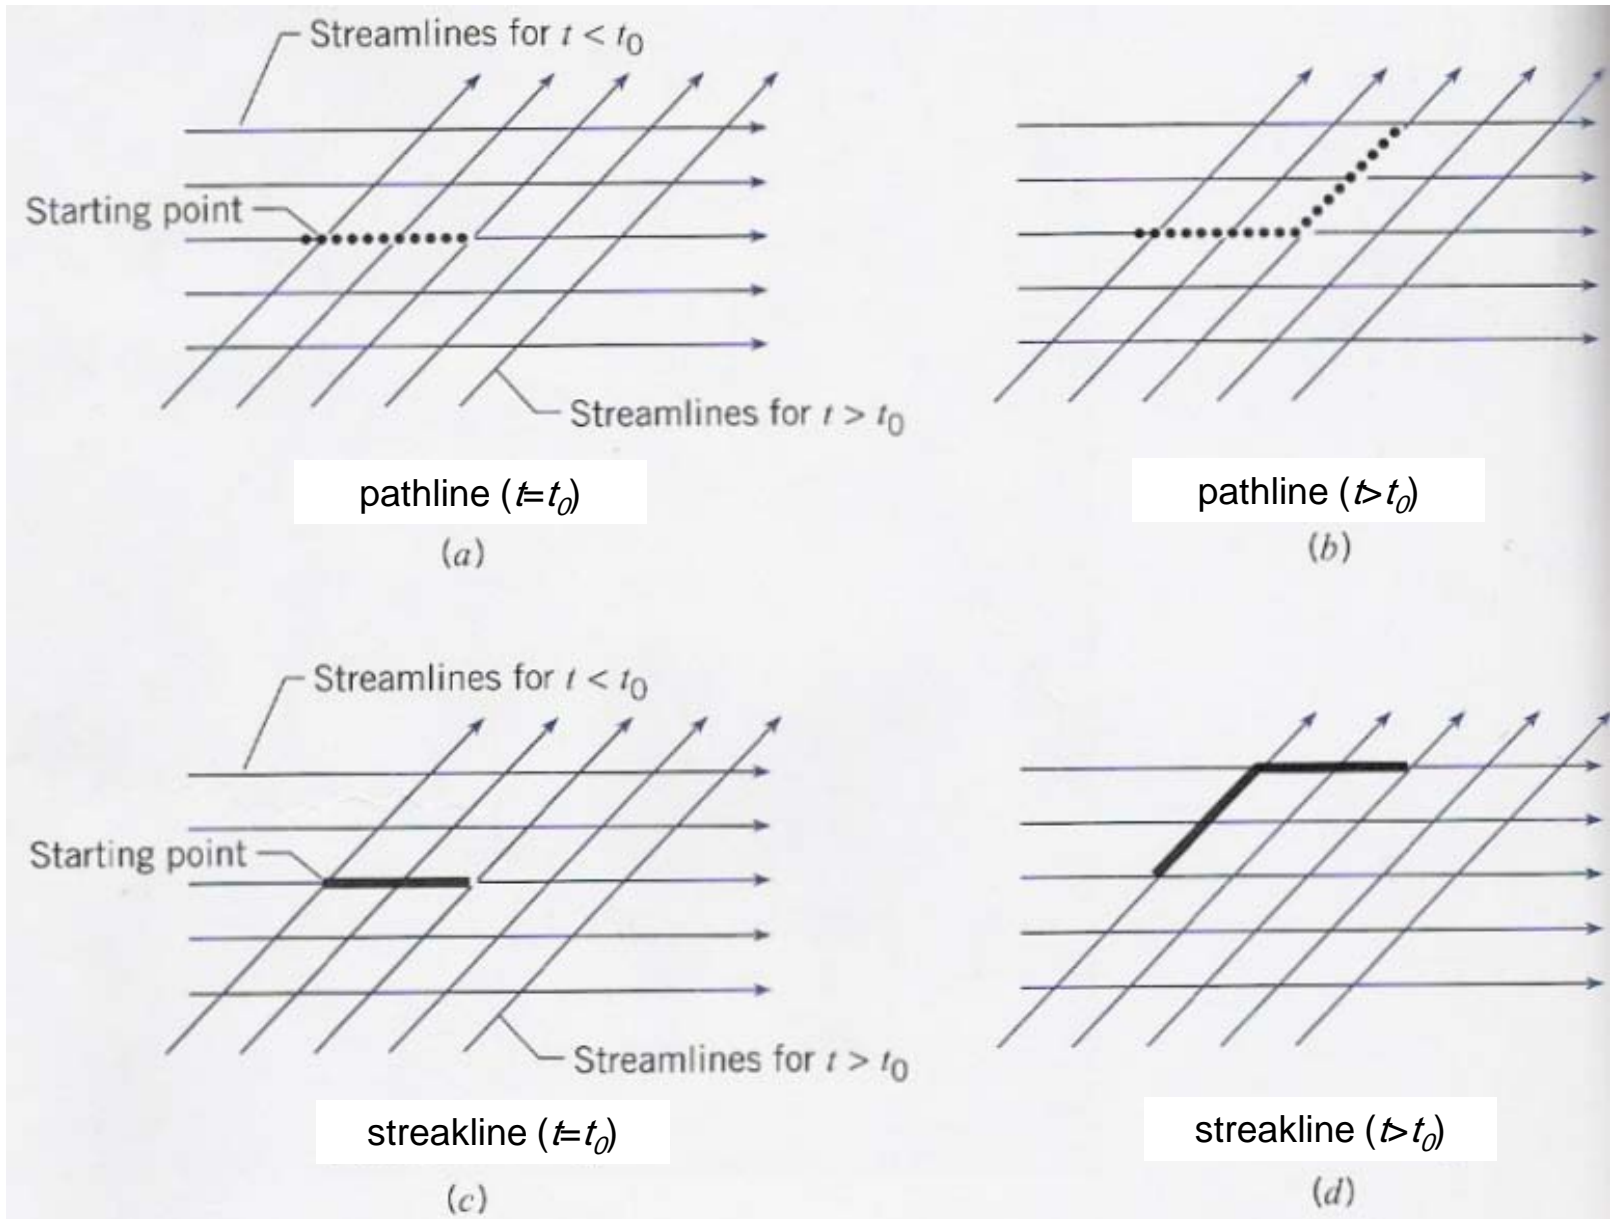 Streamlines for t < t0
Starting point
Streamlines for t > t0
pathline (t=t0)
(a)
pathline (t>t0)
(b)
Streamlines for t < t0
Starting point
Streamlines for t > t0
streakline (t=t0)
(c)
streakline (t>t0)
(d)